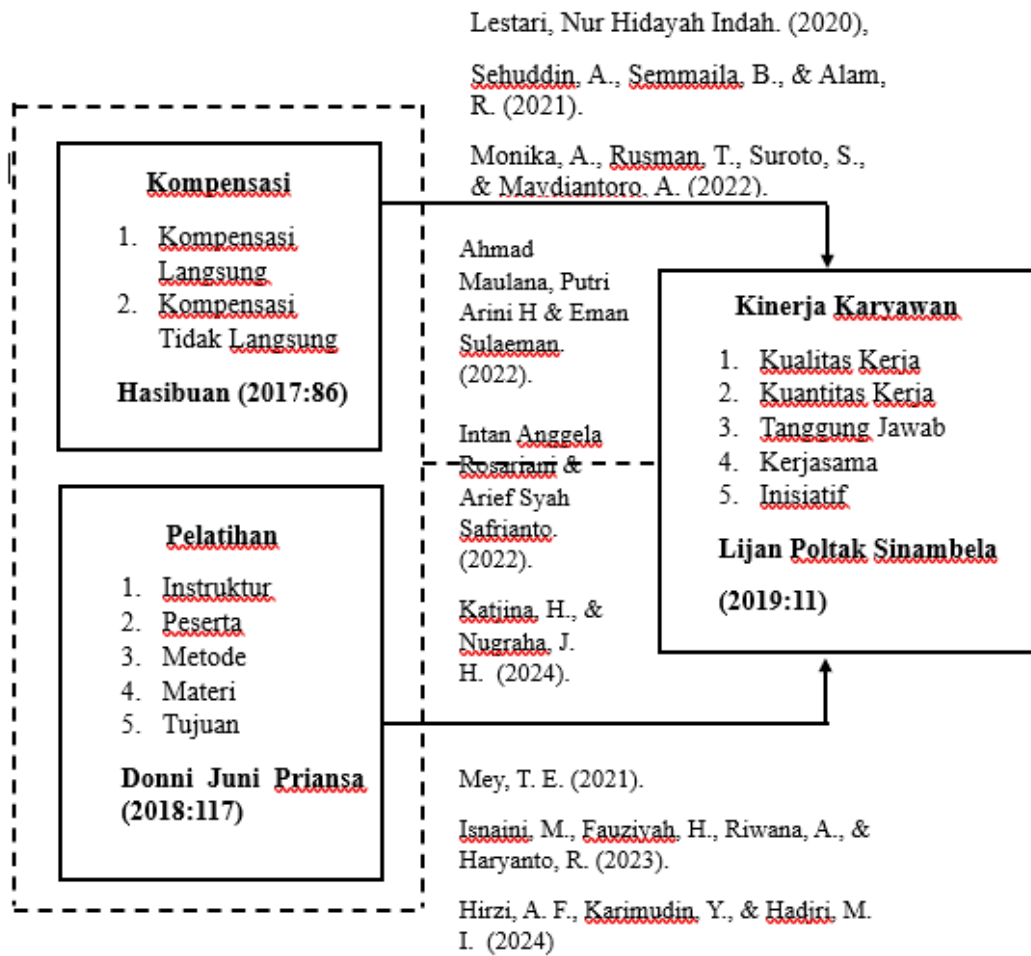 Lestari, Nur Hidayah Indah. (2020),
Sehuddin, A., Semmaila, B., & Alam,
R. (2021).
Monika, A., Rusman, T., Suroto, S.,
& Maydiantoro, A. (2022).
Kompensasi
1. Kompensasi
Langsung
2. Kompensasi
Tidak Langsung
Hasibuan (2017:86)
Pelatihan
1. Instruktur
2. Peserta
3. Metode
4. Materi
5. Tujuan
Donni Juni Priansa
(2018:117)
Ahmad
Maulana, Putri
Arini H & Eman
Sulaeman.
(2022).
Intan Anggela
Rosariani &
Arief Syah
Safrianto.
(2022).
Katjina, H., &
Nugraha, J.
H. (2024).
Kinerja Karyawan
1. Kualitas Kerja
2. Kuantitas Kerja
3. Tanggung Jawab
4. Kerjasama
5. Inisiatif
Lijan Poltak Sinambela
(2019:11)
Mey, T. E. (2021).
Isnaini, M., Fauziyah, H., Riwana, A., &
Haryanto, R. (2023).
Hirzi, A. F., Karimudin, Y., & Hadjri, M.
I. (2024)